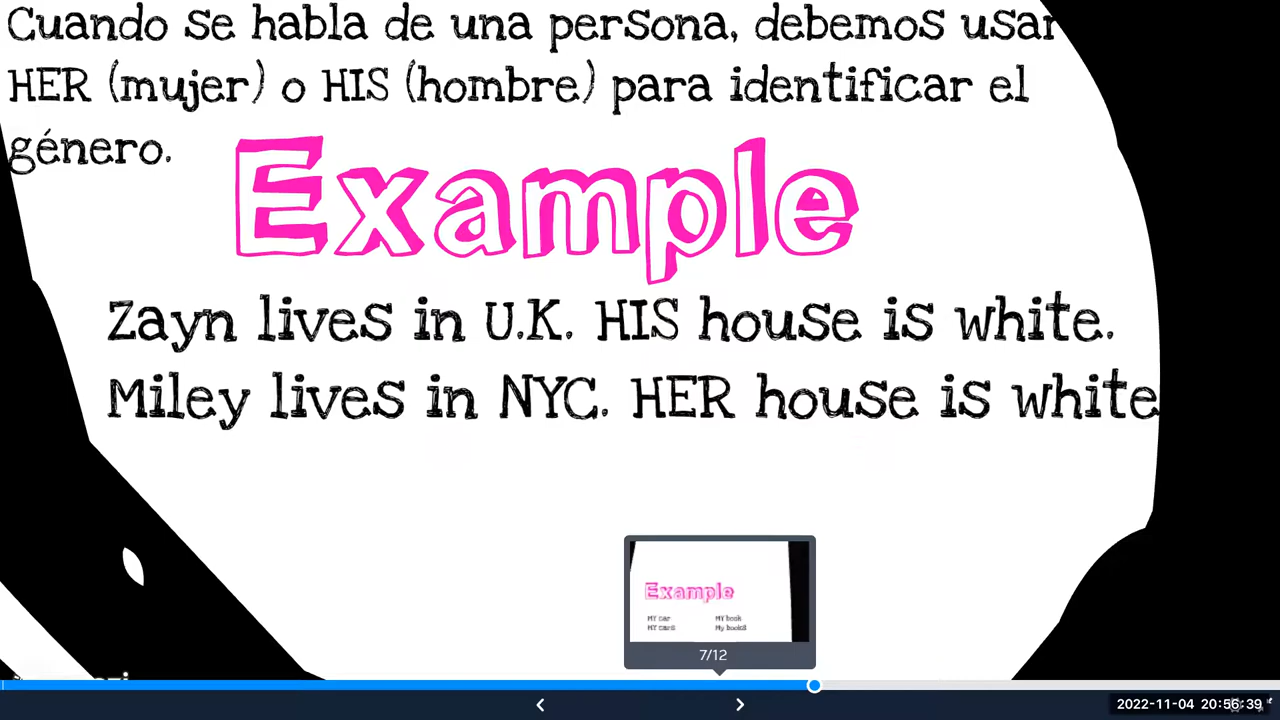 Cuando se habla de una persona, debemos usar
HER (mujer) o HIS (hombre) para identificar el
género.
Example
Zayn lives in U.K. HIS house is white.
Miley lives in NYC. HER house is white
Example
MY car
MY book
MY cars
My books
7/12
2022-11-04 20:56:39